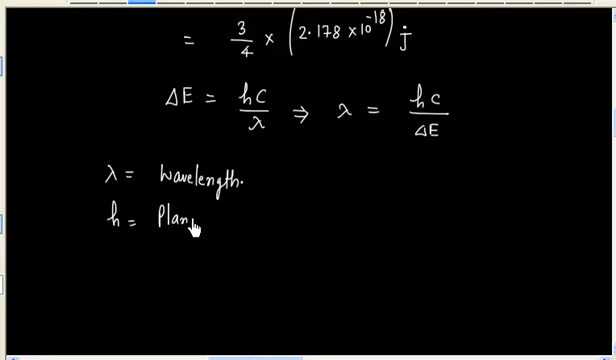 = 3/4 × (2.178 × 10⁻¹⁸) j
ΔE = hc/λ ⇒ λ = hc/ΔE
λ = Wavelength.
h = Plan